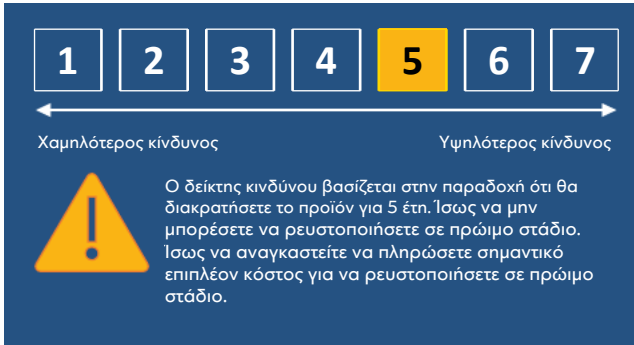 1 2 3 4 5 6 7
Χαμηλότερος κίνδυνος Υψηλότερος κίνδυνος
Ο δείκτης κινδύνου βασίζεται στην παραδοχή ότι θα
διακρατήσετε το προϊόν για 5 έτη. Ίσως να μην
μπορέσετε να ρευστοποιήσετε σε πρώιμο στάδιο.
Ίσως να αναγκαστείτε να πληρώσετε σημαντικό
επιπλέον κόστος για να ρευστοποιήσετε σε πρώιμο
στάδιο.